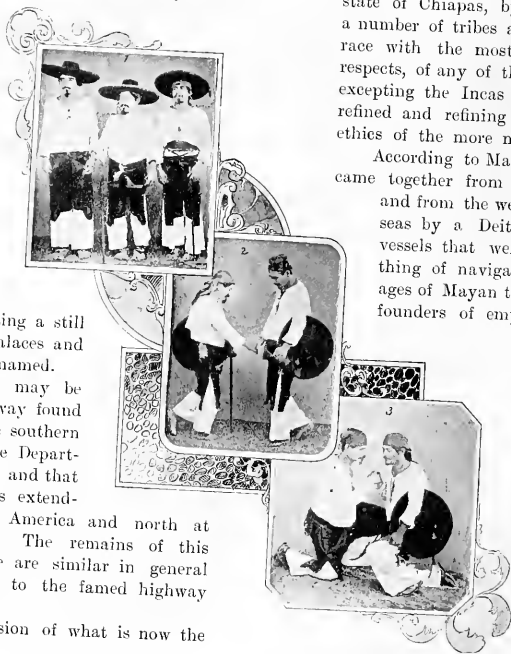 state of Chiapas, b
a number of tribes a
race with the most
respects, of any of t
excepting the Incas
refined and refining
ethics of the more
According to Ma
came together from
and from the we
seas by a Deit
vessels that we
thing of naviga
ages of Mayan t
founders of em
1
2
3
ing a still
alaces and
named.
may be
way found
southern
e Depart-
and that
s extend-
America and north at
The remains of this
are similar in general
to the famed highway
sion of what is now the